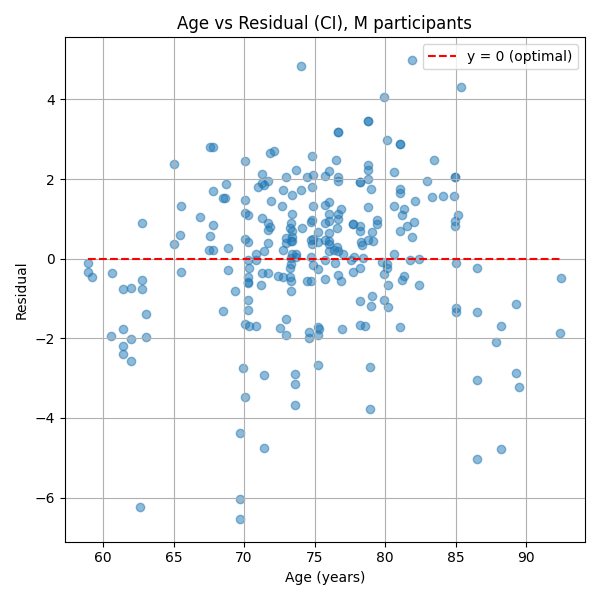 Age vs Residual (CI), M participants
y = 0 (optimal)
4
2
0
−2
−4
−6
Residual
60 65 70 75 80 85 90
Age (years)